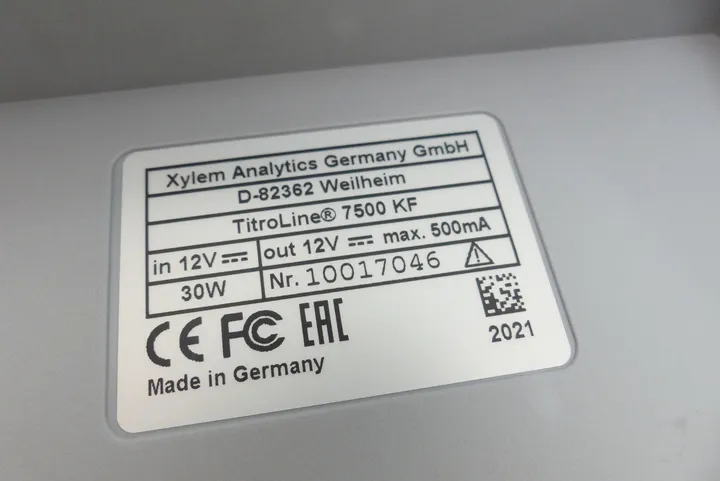 Xylem Analytics Germany GmbH
D-82362 Weilheim
TitroLine® 7500 KF
in 12V⎓ out 12V ⎓ max. 500mA
30W Nr. 10017046
CE FC EAC
2021
Made in Germany